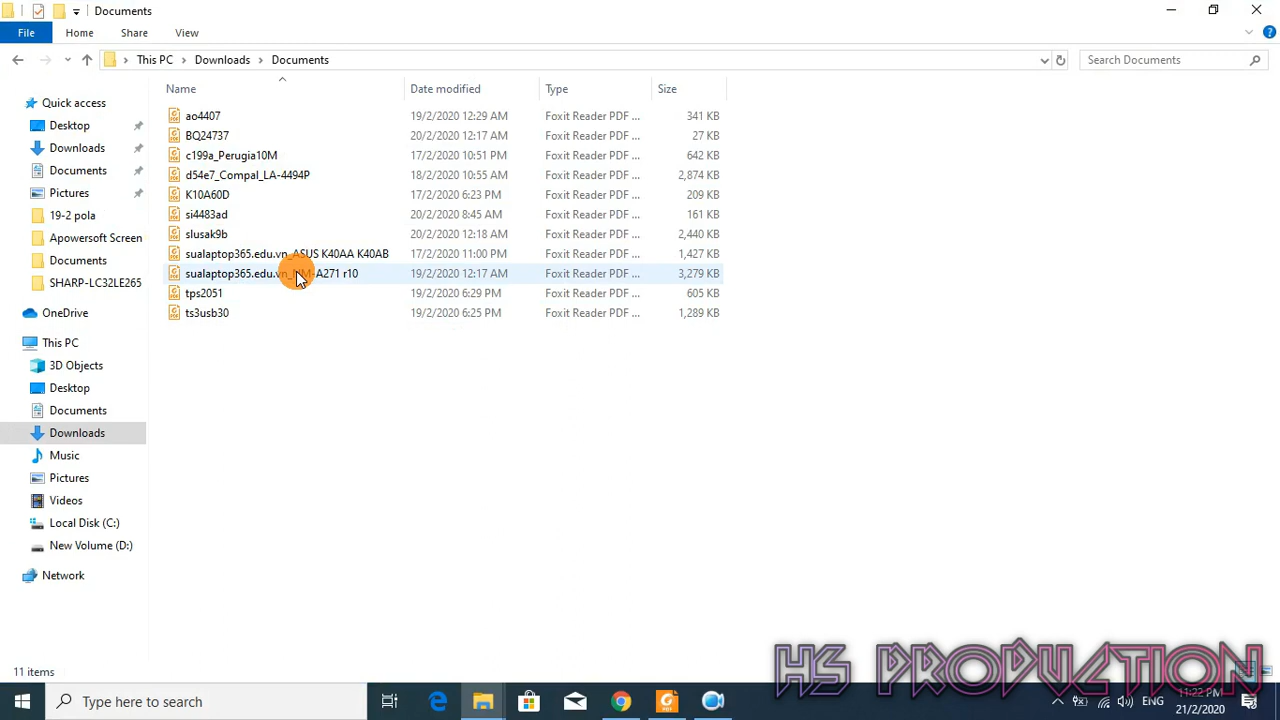 Documents
File Home Share View
This PC Downloads Documents Search Documents
Name Date modified Type Size
Quick access
Desktop
Downloads
Documents
Pictures
19-2 pola
Apowersoft Screen
Documents
SHARP-LC32LE265
OneDrive
This PC
3D Objects
Desktop
Documents
Downloads
Music
Pictures
Videos
Local Disk (C:)
New Volume (D:)
Network
ao4407 19/2/2020 12:29 AM Foxit Reader PDF ... 341 KB
BQ24737 20/2/2020 12:17 AM Foxit Reader PDF ... 27 KB
c199a_Perugia10M 17/2/2020 10:51 PM Foxit Reader PDF ... 642 KB
d54e7_Compal_LA-4494P 18/2/2020 10:55 AM Foxit Reader PDF ... 2,874 KB
K10A60D 17/2/2020 6:23 PM Foxit Reader PDF ... 209 KB
si4483ad 20/2/2020 8:45 AM Foxit Reader PDF ... 161 KB
slusak9b 20/2/2020 12:18 AM Foxit Reader PDF ... 2,440 KB
sualaptop365.edu.vn_ASUS K40AA K40AB 17/2/2020 11:00 PM Foxit Reader PDF ... 1,427 KB
r10 19/2/2020 12:17 AM Foxit Reader PDF ... 3,279 KB
tps2051 19/2/2020 6:29 PM Foxit Reader PDF ... 605 KB
ts3usb30 19/2/2020 6:25 PM Foxit Reader PDF ... 1,289 KB
11 items
HS PRODUCTION
Type here to search
ENG
11:22 PM
21/2/2020